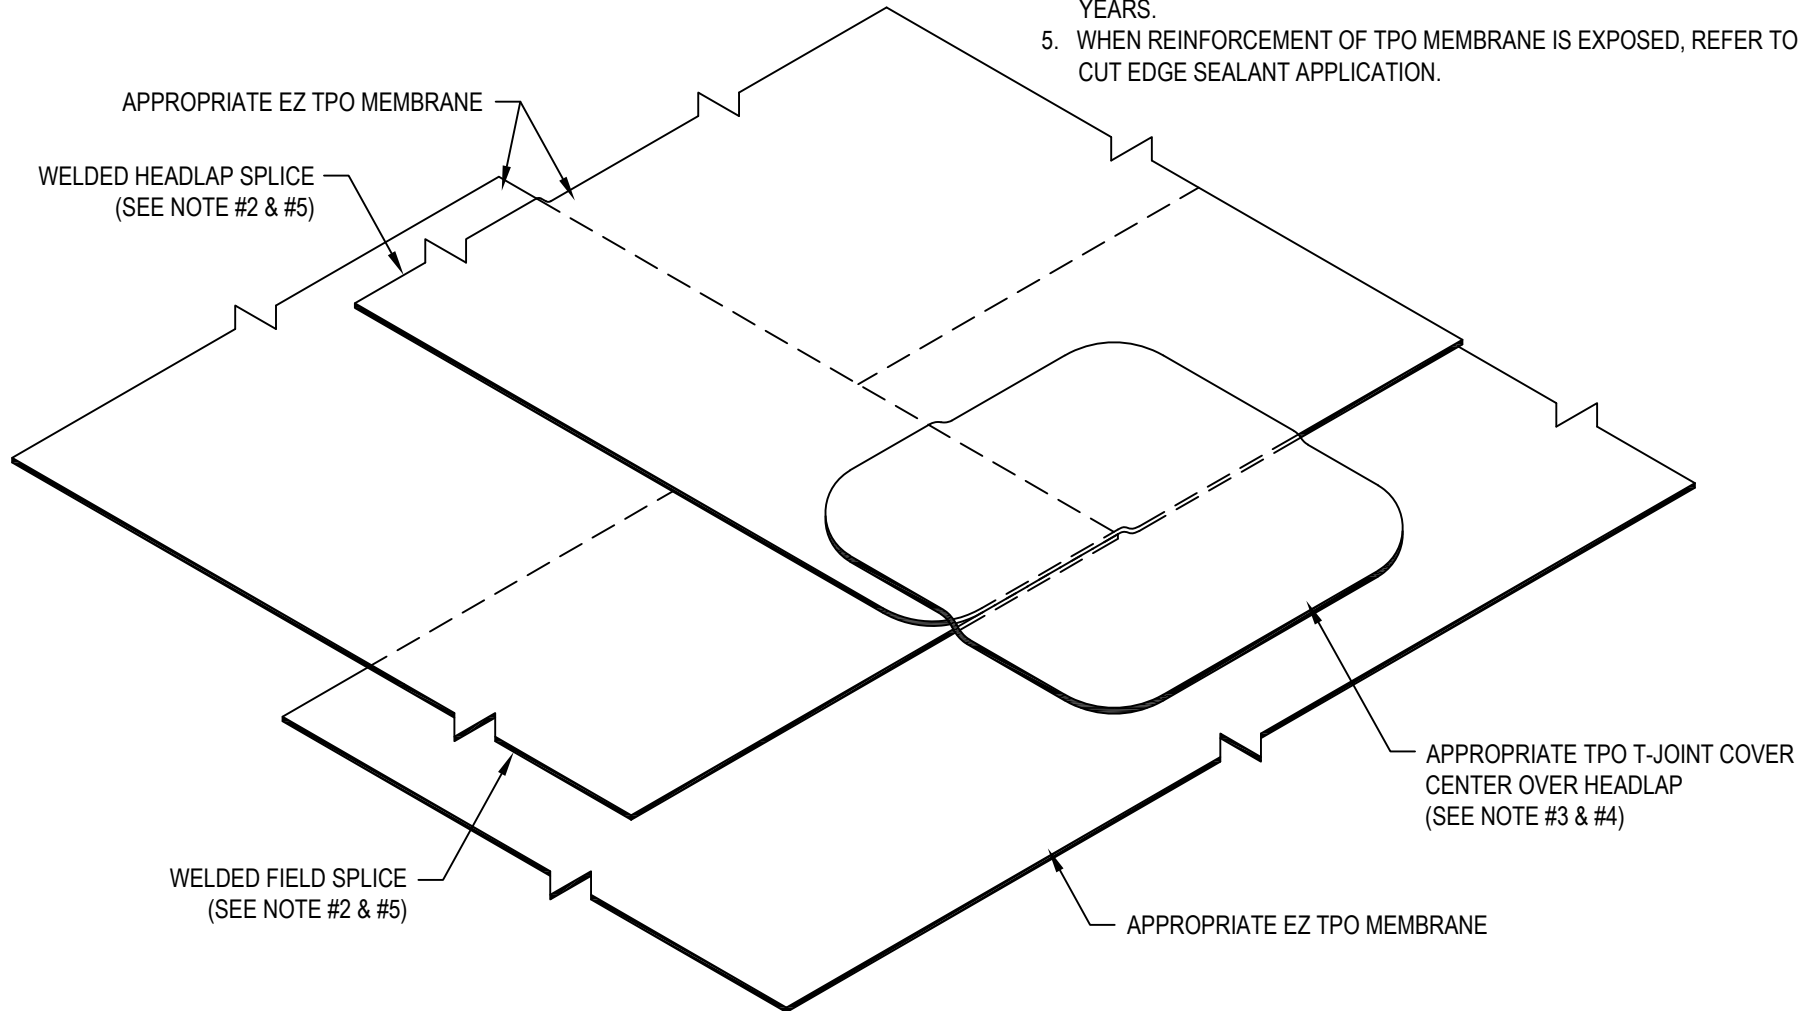 YEARS.
5. WHEN REINFORCEMENT OF TPO MEMBRANE IS EXPOSED, REFER TO
CUT EDGE SEALANT APPLICATION.
APPROPRIATE EZ TPO MEMBRANE
WELDED HEADLAP SPLICE
(SEE NOTE #2 & #5)
APPROPRIATE TPO T-JOINT COVER
CENTER OVER HEADLAP
(SEE NOTE #3 & #4)
WELDED FIELD SPLICE
(SEE NOTE #2 & #5)
APPROPRIATE EZ TPO MEMBRANE